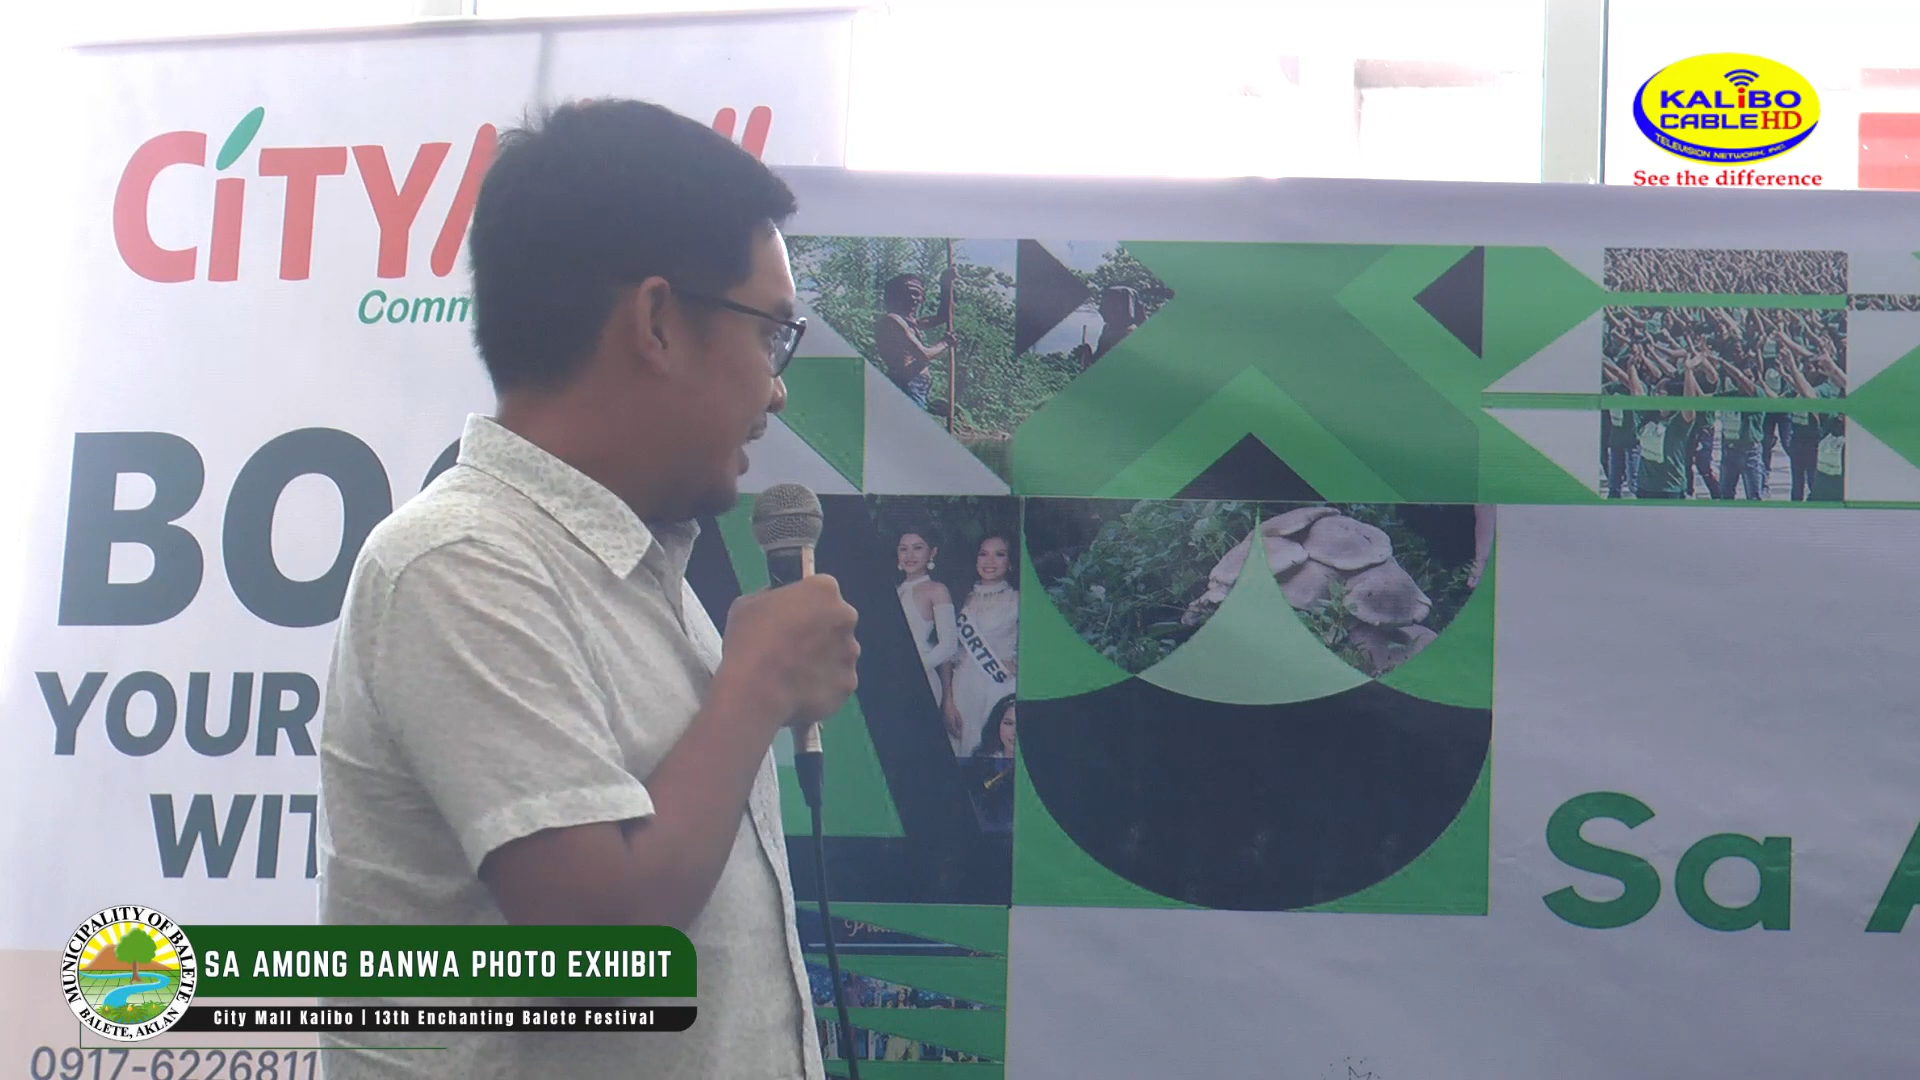 CiTYMall
Comm
BO
YOUR
WIT
0917-6226811
KALiBO
CABLE HD
TELEVISION NETWORK, INC.
See the difference
CORTES
Sa A
MUNICIPALITY OF BALETE
BALETE, AKLAN
SA AMONG BANWA PHOTO EXHIBIT
City Mall Kalibo | 13th Enchanting Balete Festival